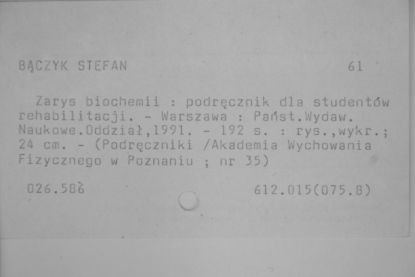 BĄCZYK STEFAN 61
Zarys biochemii : podręcznik dla studentów
rehabilitacji. - Warszawa : Państ.Wydaw.
Naukowe.Oddział,1991. - 192 s. : rys.,wykr.;
24 cm. - (Podręczniki /Akademia Wychowania
Fizycznego w Poznaniu ; nr 35)
026.586 612.015(075.8)